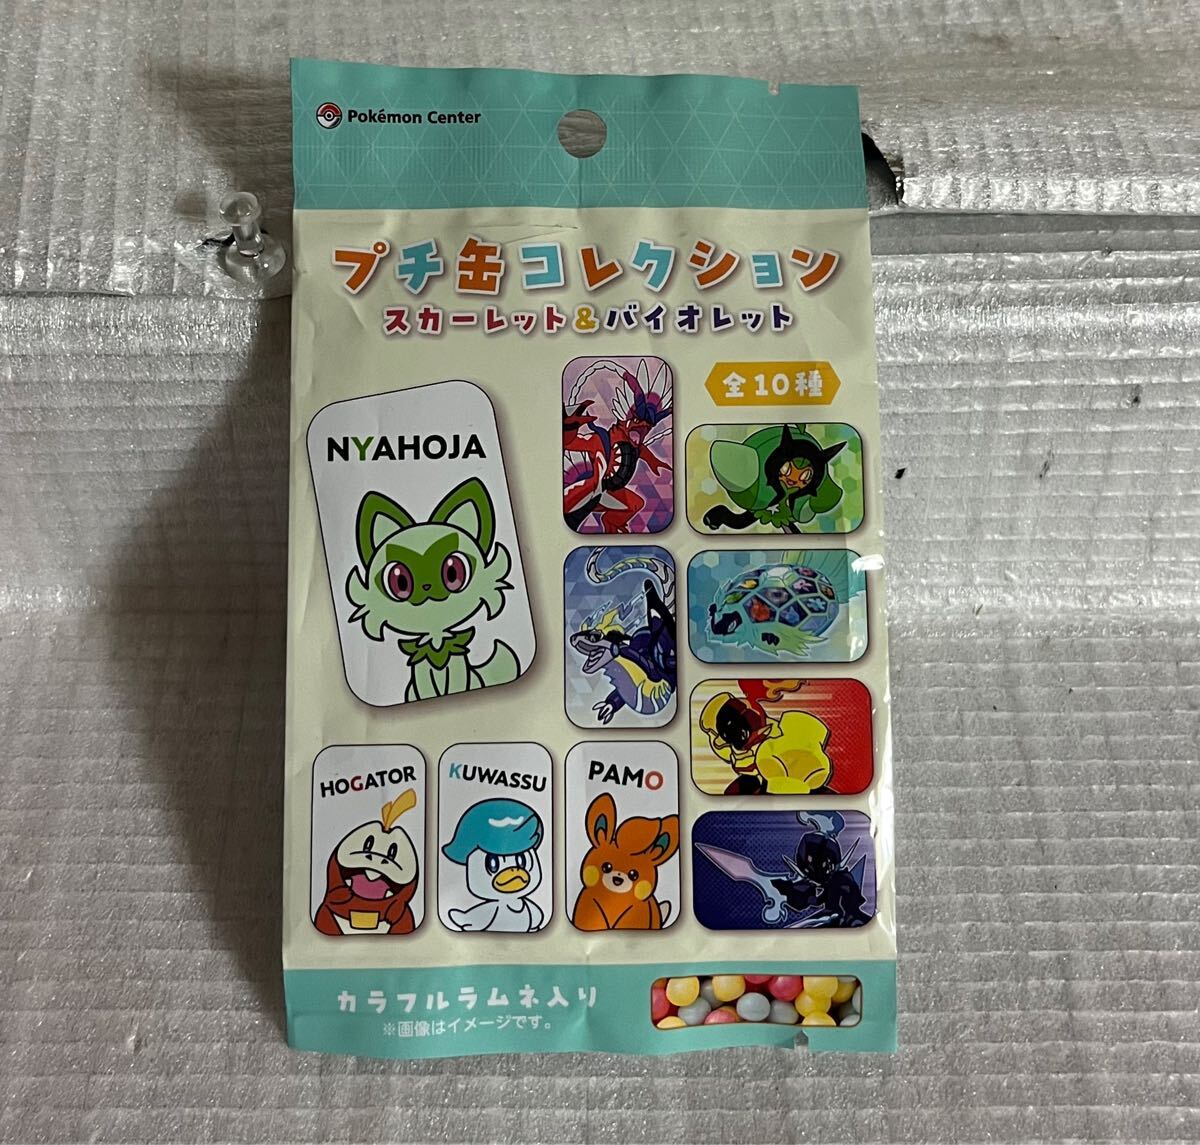 Pokémon Center
プチ缶コレクション
スカーレット&バイオレット
全10種
NYAHOJA
HOGATOR
KUWASSU
PAMO
カラフルラムネ入り
※画像はイメージです。